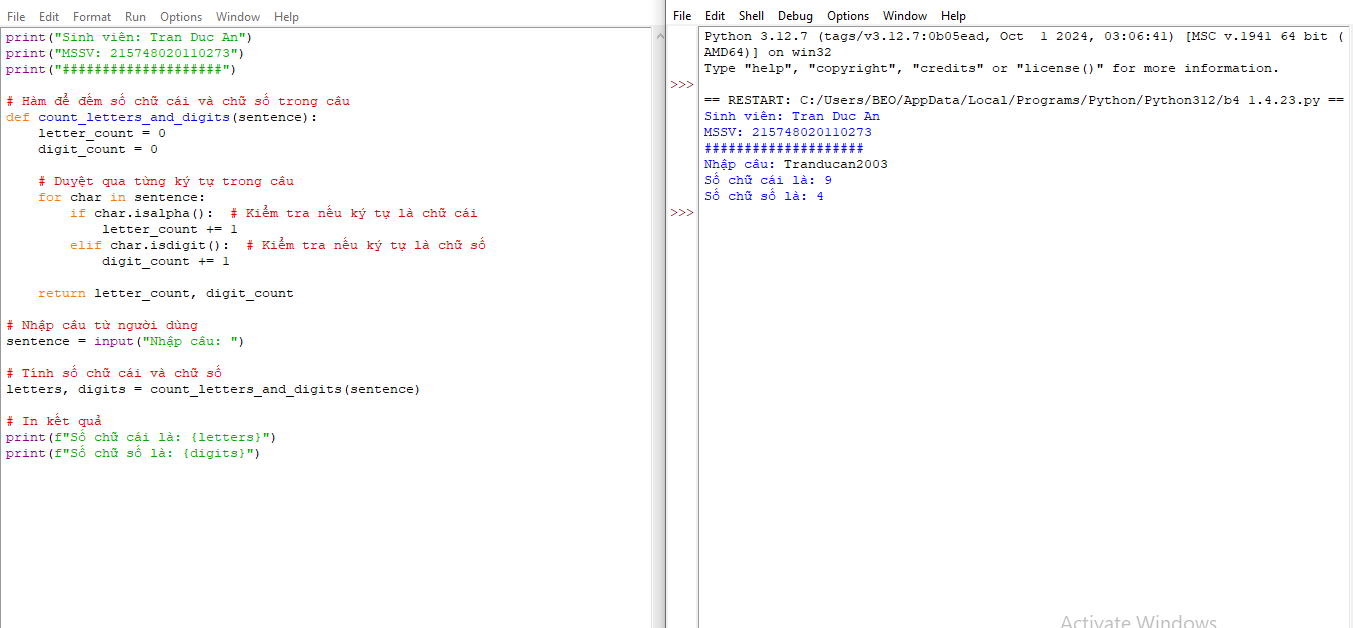 File Edit Format Run Options Window Help
print("Sinh viên: Tran Duc An")
print("MSSV: 215748020110273")
print("####################")
# Hàm để đếm số chữ cái và chữ số trong câu
def count_letters_and_digits(sentence):
    letter_count = 0
    digit_count = 0
    # Duyệt qua từng ký tự trong câu
    for char in sentence:
        if char.isalpha():  # Kiểm tra nếu ký tự là chữ cái
            letter_count += 1
        elif char.isdigit():  # Kiểm tra nếu ký tự là chữ số
            digit_count += 1
    return letter_count, digit_count
# Nhập câu từ người dùng
sentence = input("Nhập câu: ")
# Tính số chữ cái và chữ số
letters, digits = count_letters_and_digits(sentence)
# In kết quả
print(f"Số chữ cái là: {letters}")
print(f"Số chữ số là: {digits}")
File Edit Shell Debug Options Window Help
Python 3.12.7 (tags/v3.12.7:0b05ead, Oct  1 2024, 03:06:41) [MSC v.1941 64 bit (
AMD64)] on win32
Type "help", "copyright", "credits" or "license()" for more information.
>>>
== RESTART: C:/Users/BEO/AppData/Local/Programs/Python/Python312/b4 1.4.23.py ==
Sinh viên: Tran Duc An
MSSV: 215748020110273
####################
Nhập câu: Tranducan2003
Số chữ cái là: 9
Số chữ số là: 4
>>>
Activate Windows